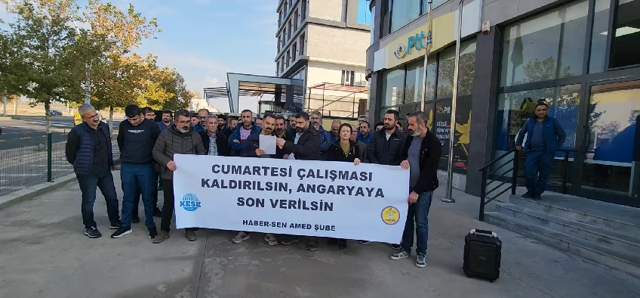 Ptt
CUMARTESİ ÇALIŞMASI
KALDIRILSIN, ANGARYAYA
SON VERİLSİN
KESK
HABER-SEN AMED ŞUBE